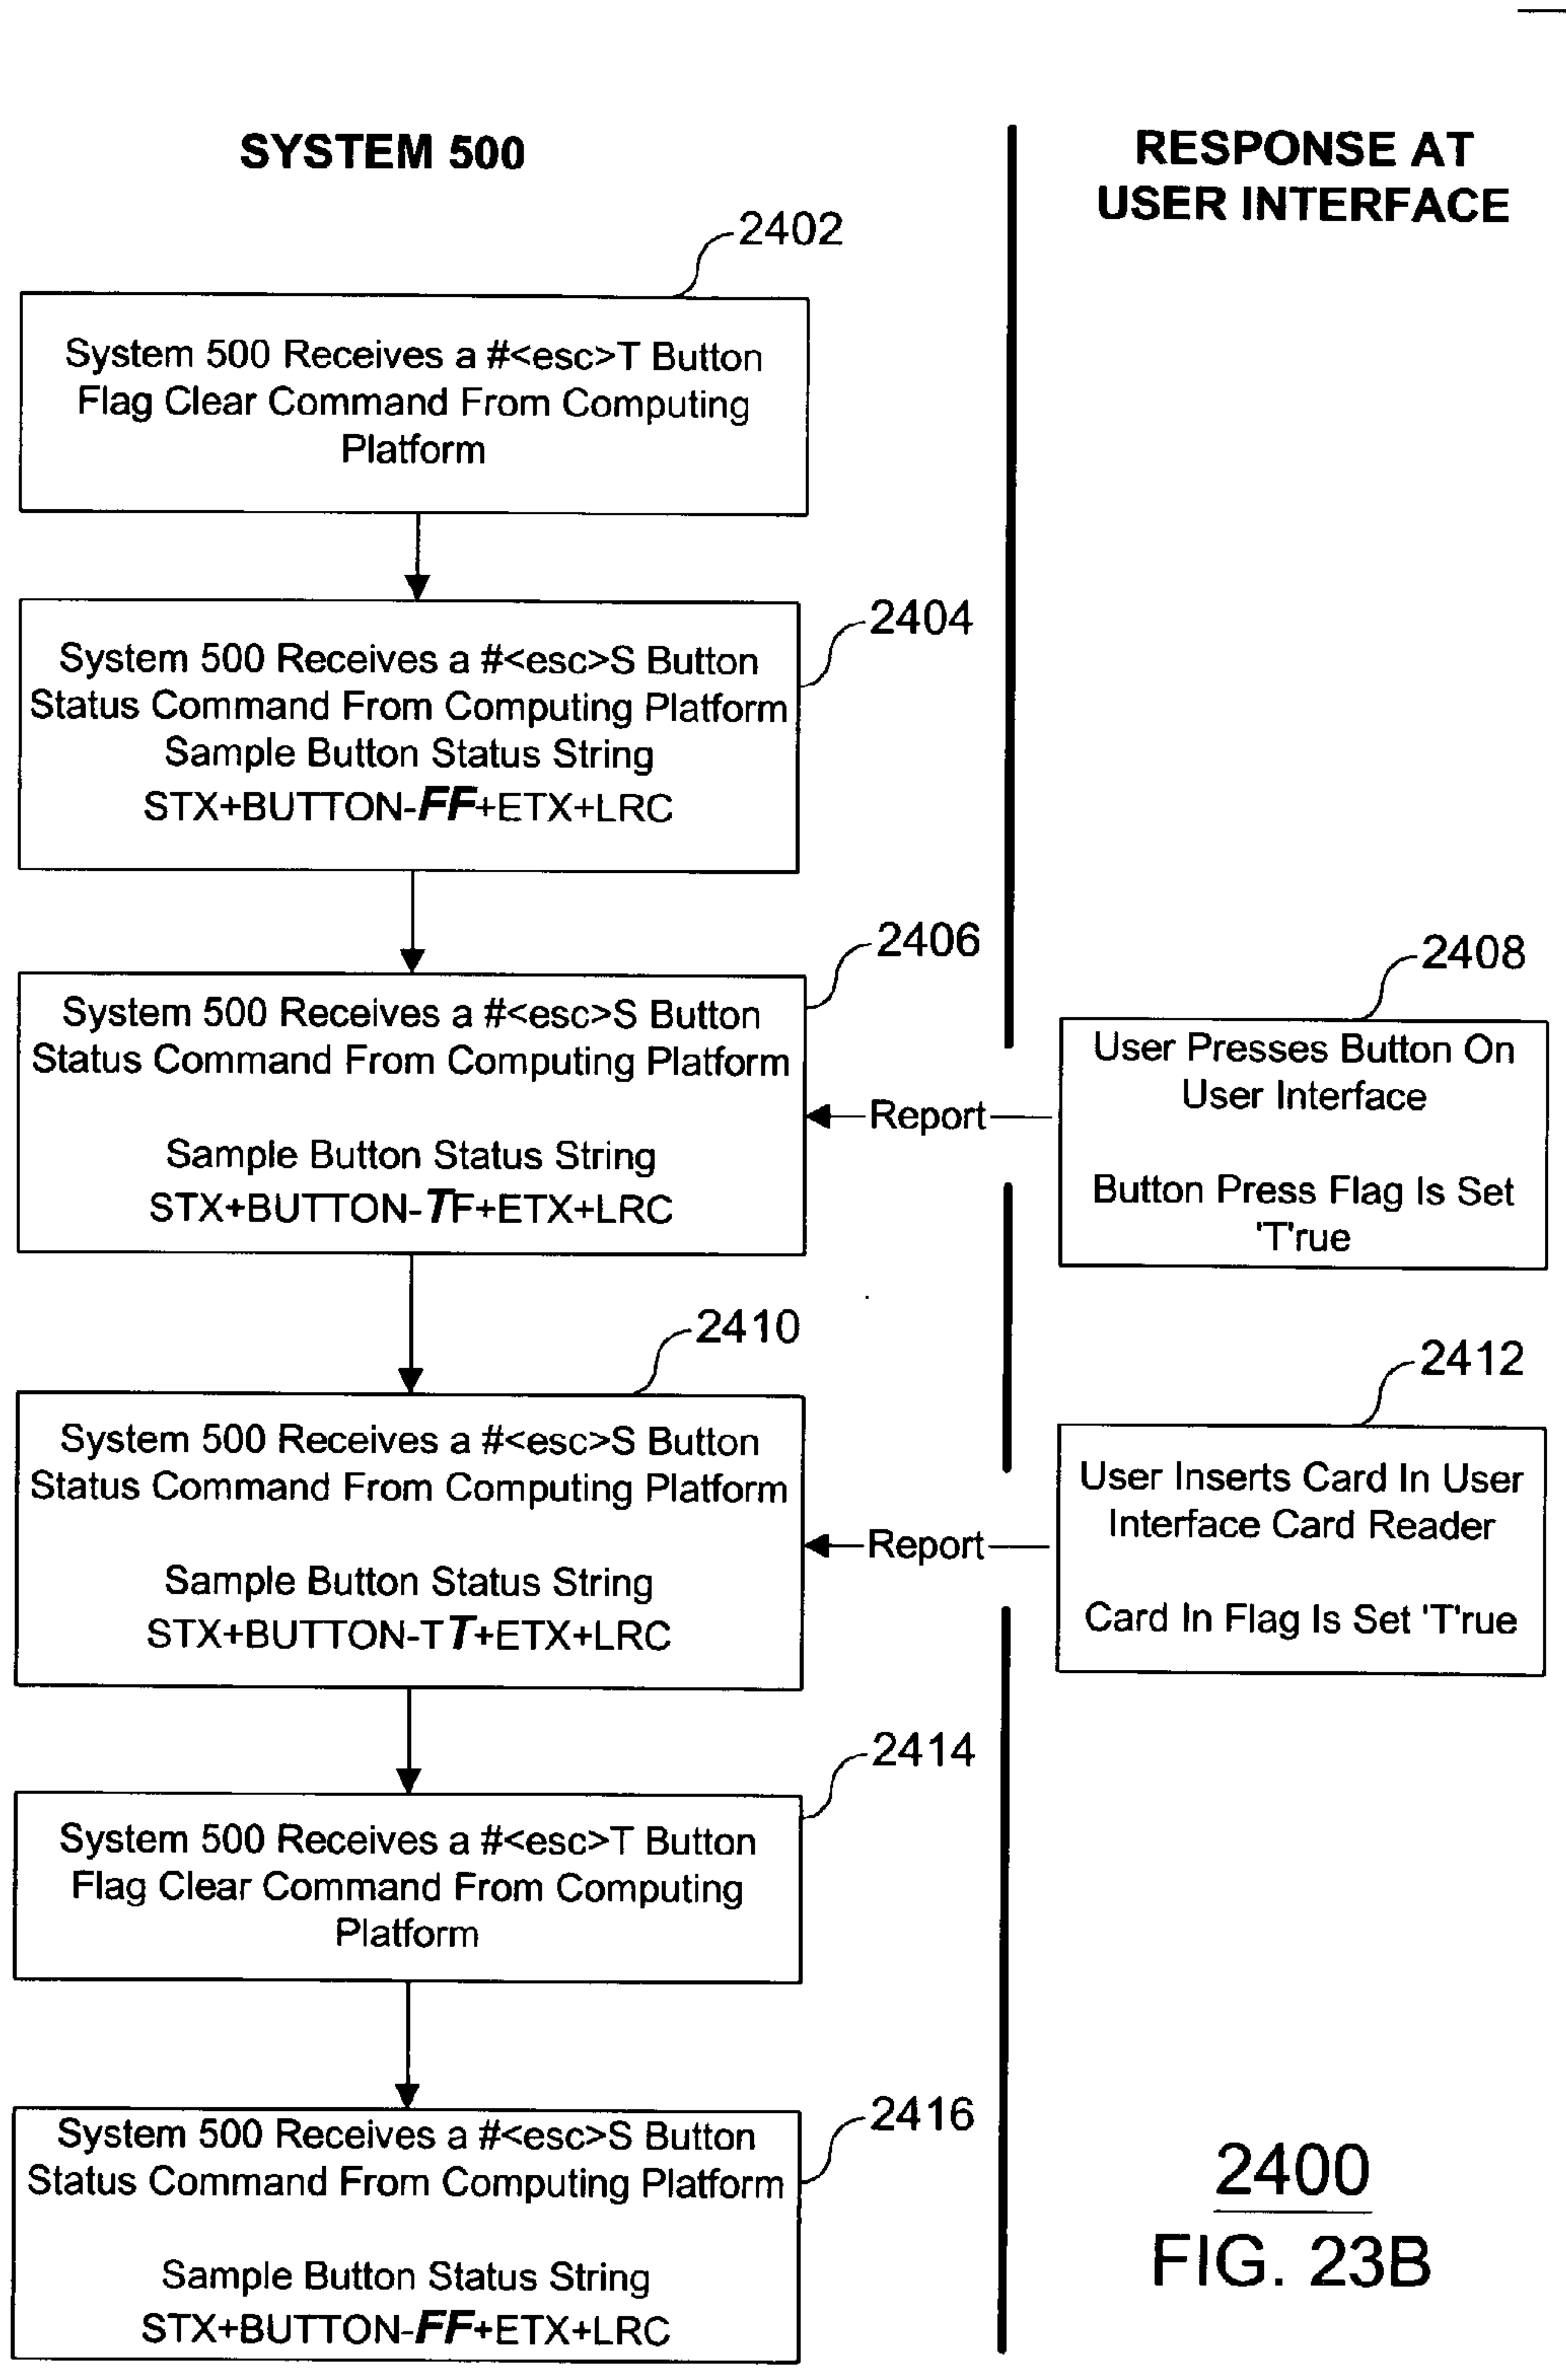 SYSTEM 500
RESPONSE AT
USER INTERFACE
2402
System 500 Receives a #<esc>T Button
Flag Clear Command From Computing
Platform
2404
System 500 Receives a #<esc>S Button
Status Command From Computing Platform
Sample Button Status String
STX+BUTTON-FF+ETX+LRC
2406
System 500 Receives a #<esc>S Button
Status Command From Computing Platform
Sample Button Status String
STX+BUTTON-TF+ETX+LRC
Report
2408
User Presses Button On
User Interface
Button Press Flag Is Set
'T'rue
2410
System 500 Receives a #<esc>S Button
Status Command From Computing Platform
Sample Button Status String
STX+BUTTON-TT+ETX+LRC
Report
2412
User Inserts Card In User
Interface Card Reader
Card In Flag Is Set 'T'rue
2414
System 500 Receives a #<esc>T Button
Flag Clear Command From Computing
Platform
2416
System 500 Receives a #<esc>S Button
Status Command From Computing Platform
Sample Button Status String
STX+BUTTON-FF+ETX+LRC
2400
FIG. 23B